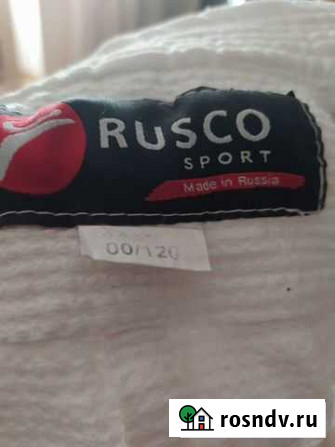 RUSCO
SPORT
Made in Russia
00/120
rosndv.ru